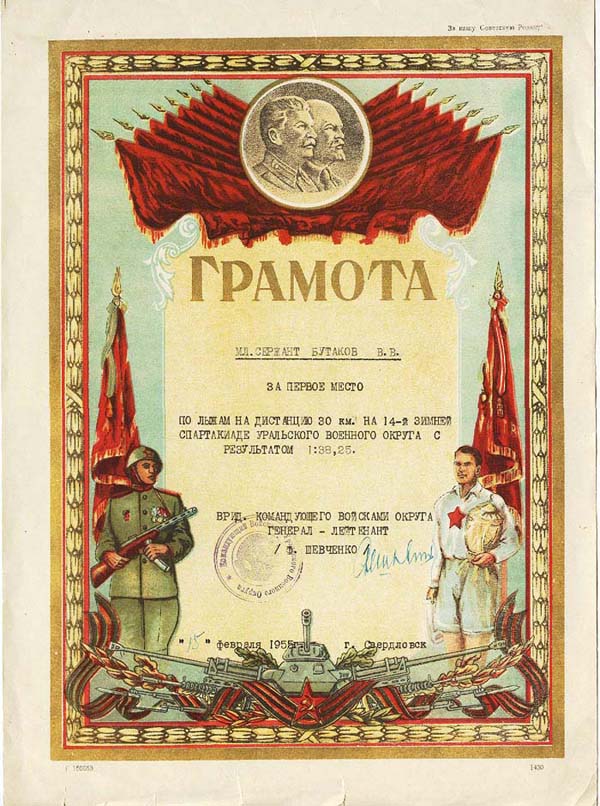 За нашу Советскую Родину!
ГРАМОТА
МЛ.СЕРЖАНТ БУТАКОВ В.В.
ЗА ПЕРВОЕ МЕСТО
ПО ЛЫЖАМ НА ДИСТАНЦИЮ 30 КМ. НА 14-й ЗИМНЕЙ
СПАРТАКИАДЕ УРАЛЬСКОГО ВОЕННОГО ОКРУГА С
РЕЗУЛЬТАТОМ 1:38,25.
ВРИД. КОМАНДУЮЩЕГО ВОЙСКАМИ ОКРУГА
ГЕНЕРАЛ - ЛЕЙТЕНАНТ
/ Ф. ШЕВЧЕНКО /
"15" февраля 1955г. г. Свердловск
1430